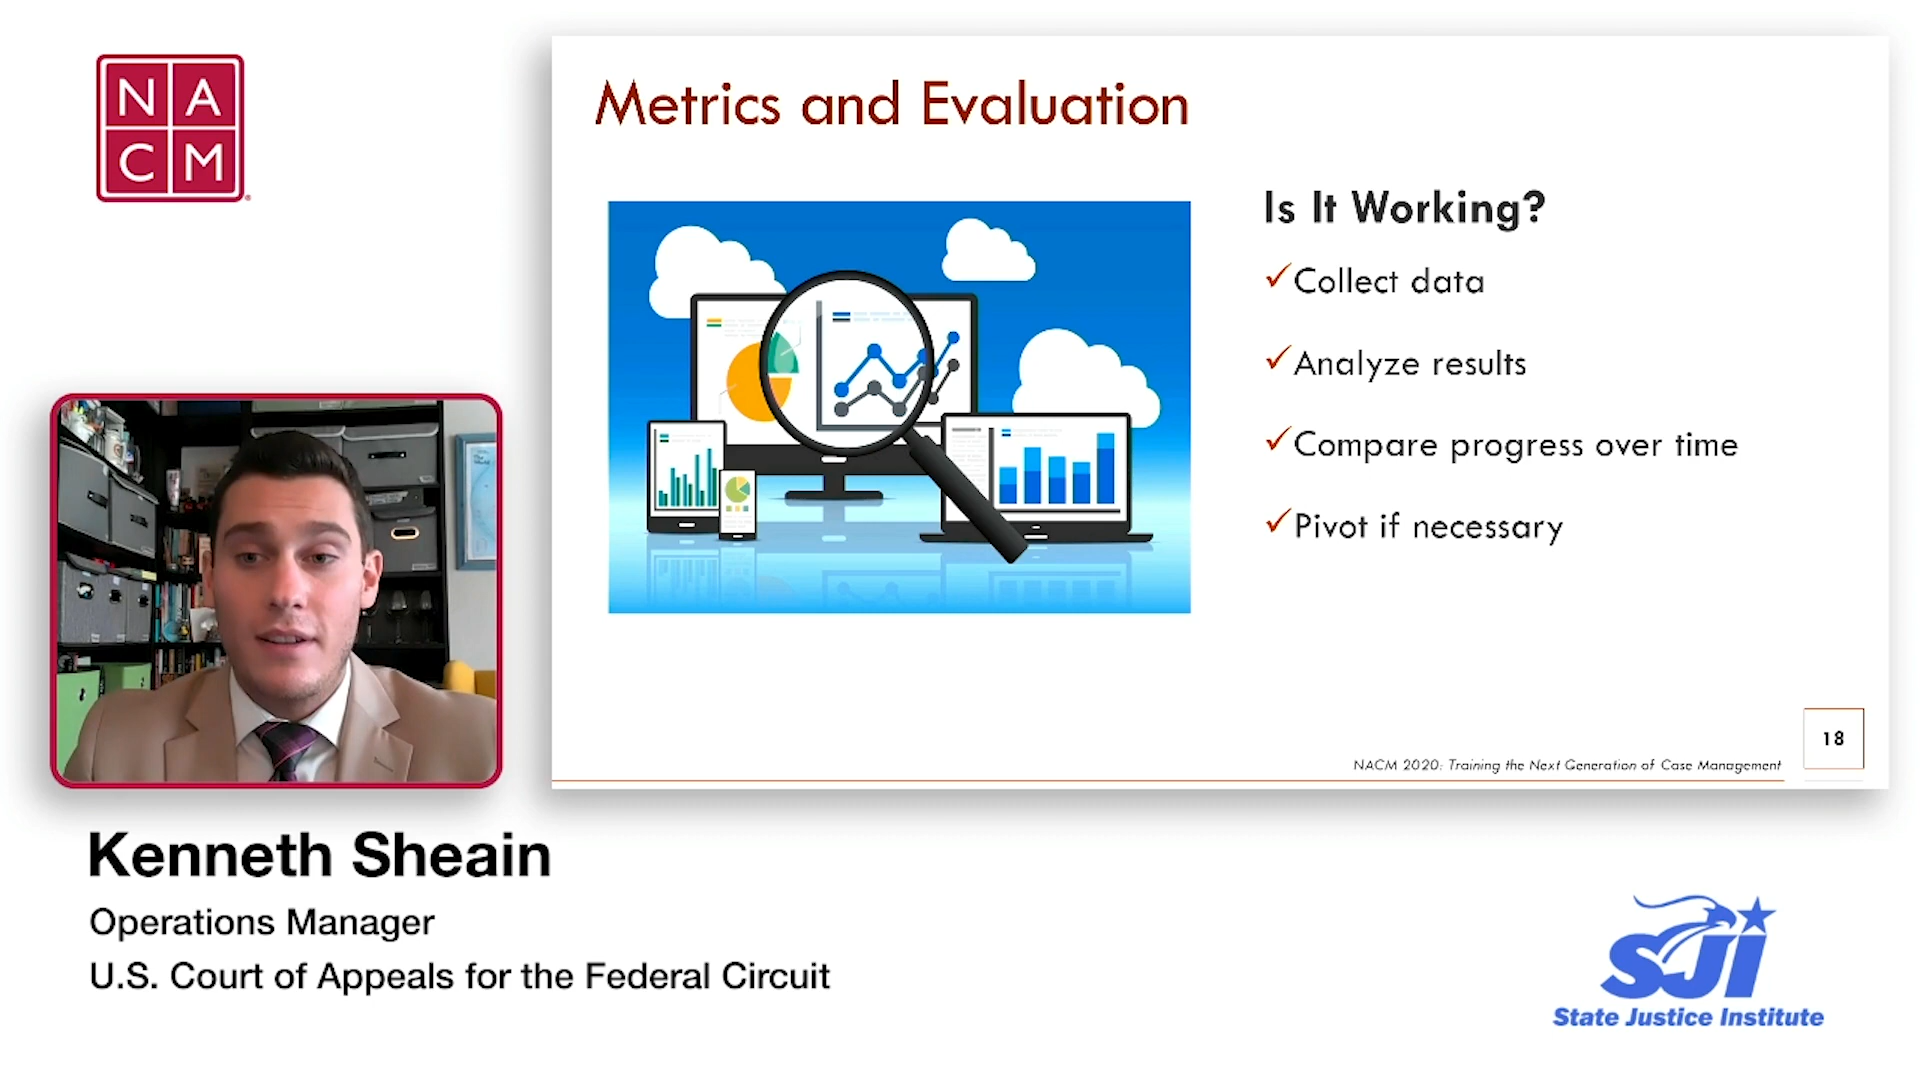 N A
C M
Metrics and Evaluation
Is It Working?
Collect data
Analyze results
Compare progress over time
Pivot if necessary
18
NACM 2020: Training the Next Generation of Case Management
Kenneth Sheain
Operations Manager
U.S. Court of Appeals for the Federal Circuit
SJI
State Justice Institute